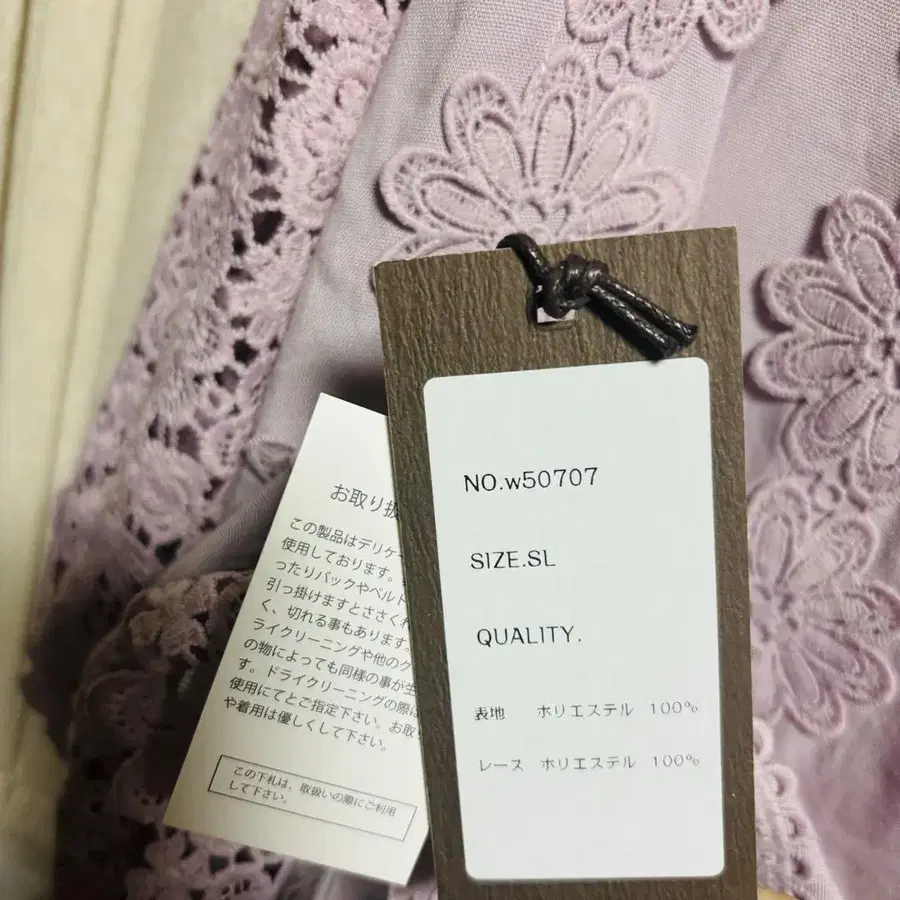 お取り扱
この製品はデリケー
使用しております。
ったりバックやベルト
引っ掛けますとささくれ
く、切れる事もあります。
ライクリーニングや他のク
の物によっても同様の事が生
す。ドライクリーニングの際は
使用にてとご指定下さい。お取り
や着用は優しくして下さい。
この下札は、取扱いの際にご利用
して下さい。
NO.w50707
SIZE.SL
QUALITY.
表地 ポリエステル 100%
レース ポリエステル 100%